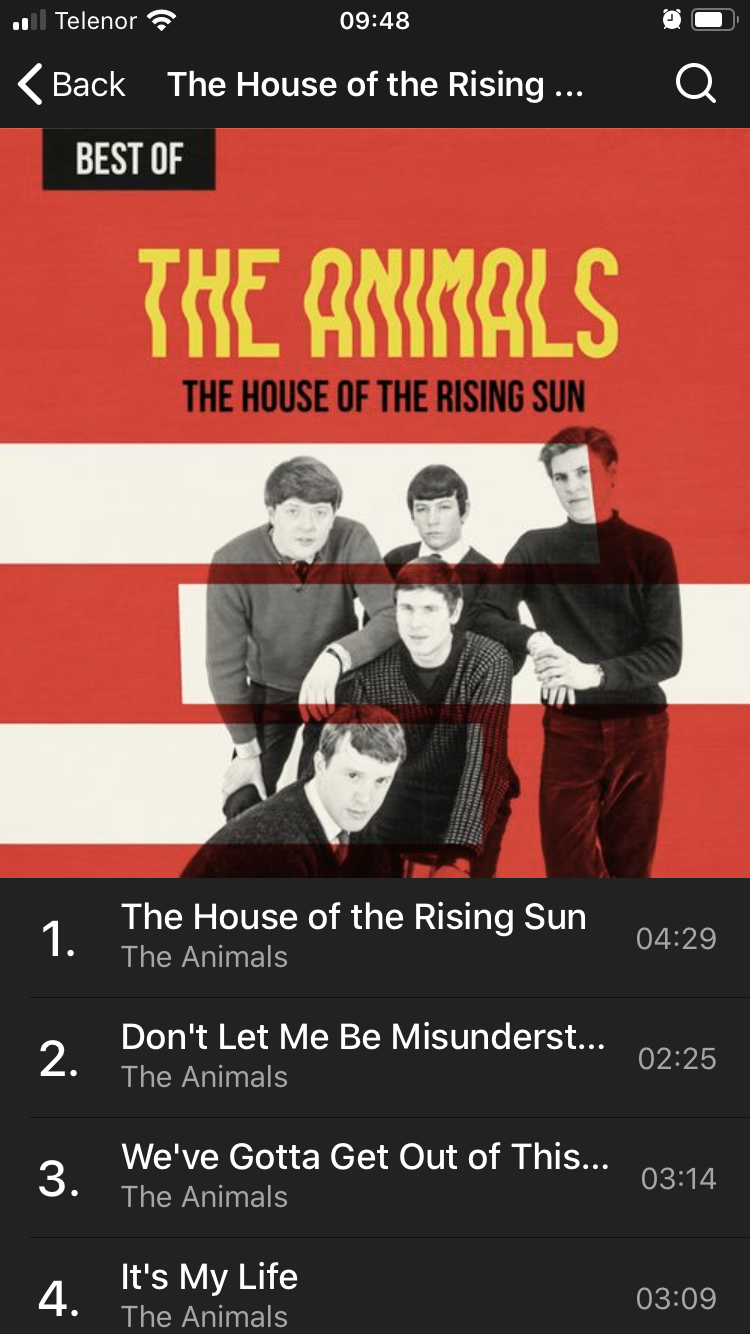 Telenor
09:48
Back
The House of the Rising ...
BEST OF
THE ANIMALS
THE HOUSE OF THE RISING SUN
1.
The House of the Rising Sun
The Animals
04:29
2.
Don't Let Me Be Misunderst...
The Animals
02:25
3.
We've Gotta Get Out of This...
The Animals
03:14
4.
It's My Life
The Animals
03:09